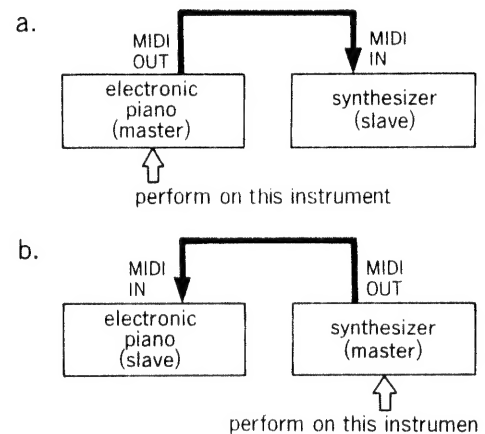 a.
MIDI
OUT
MIDI
IN
electronic
piano
(master)
synthesizer
(slave)
perform on this instrument
b.
MIDI
IN
MIDI
OUT
electronic
piano
(slave)
synthesizer
(master)
perform on this instrumen